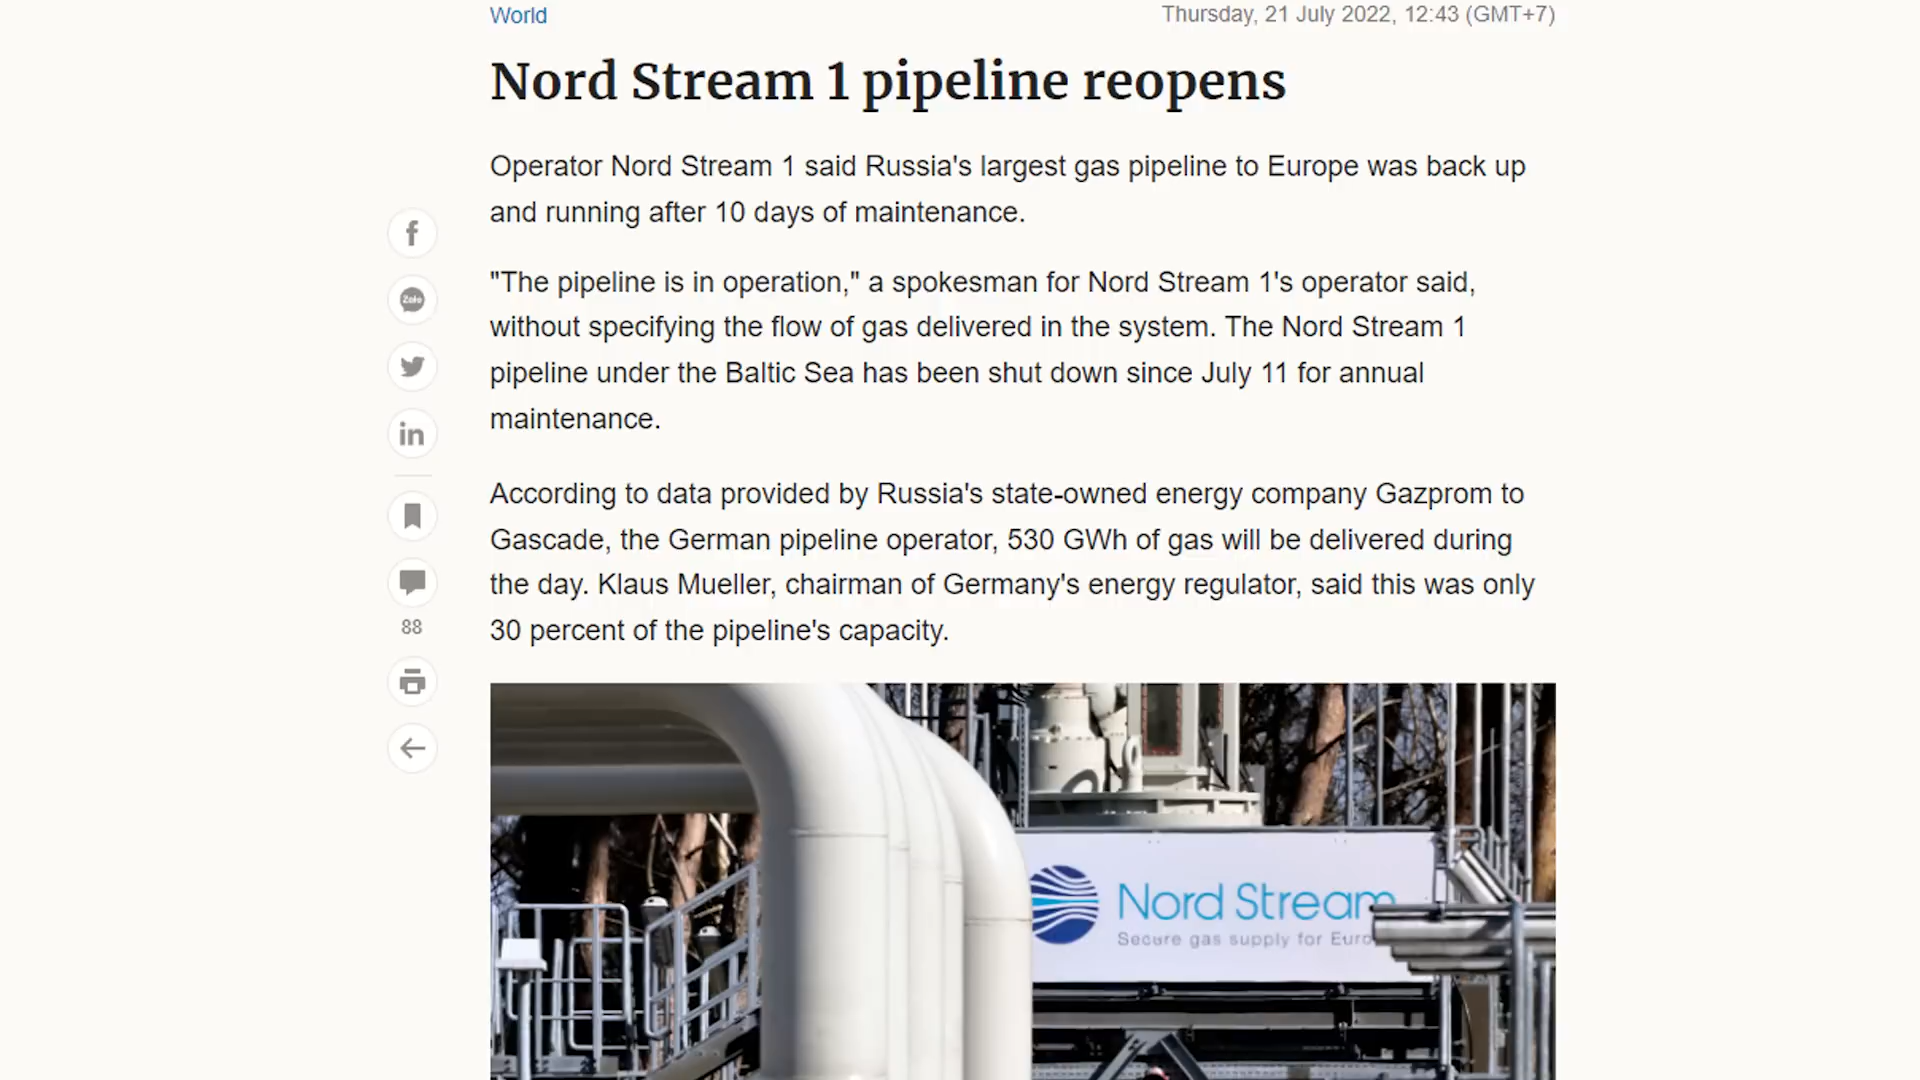 World
Thursday, 21 July 2022, 12:43 (GMT+7)
Nord Stream 1 pipeline reopens
Operator Nord Stream 1 said Russia's largest gas pipeline to Europe was back up
and running after 10 days of maintenance.
"The pipeline is in operation," a spokesman for Nord Stream 1's operator said,
without specifying the flow of gas delivered in the system. The Nord Stream 1
pipeline under the Baltic Sea has been shut down since July 11 for annual
maintenance.
According to data provided by Russia's state-owned energy company Gazprom to
Gascade, the German pipeline operator, 530 GWh of gas will be delivered during
the day. Klaus Mueller, chairman of Germany's energy regulator, said this was only
30 percent of the pipeline's capacity.
f
Zalo
in
88
Nord Stream
Secure gas supply for Euro